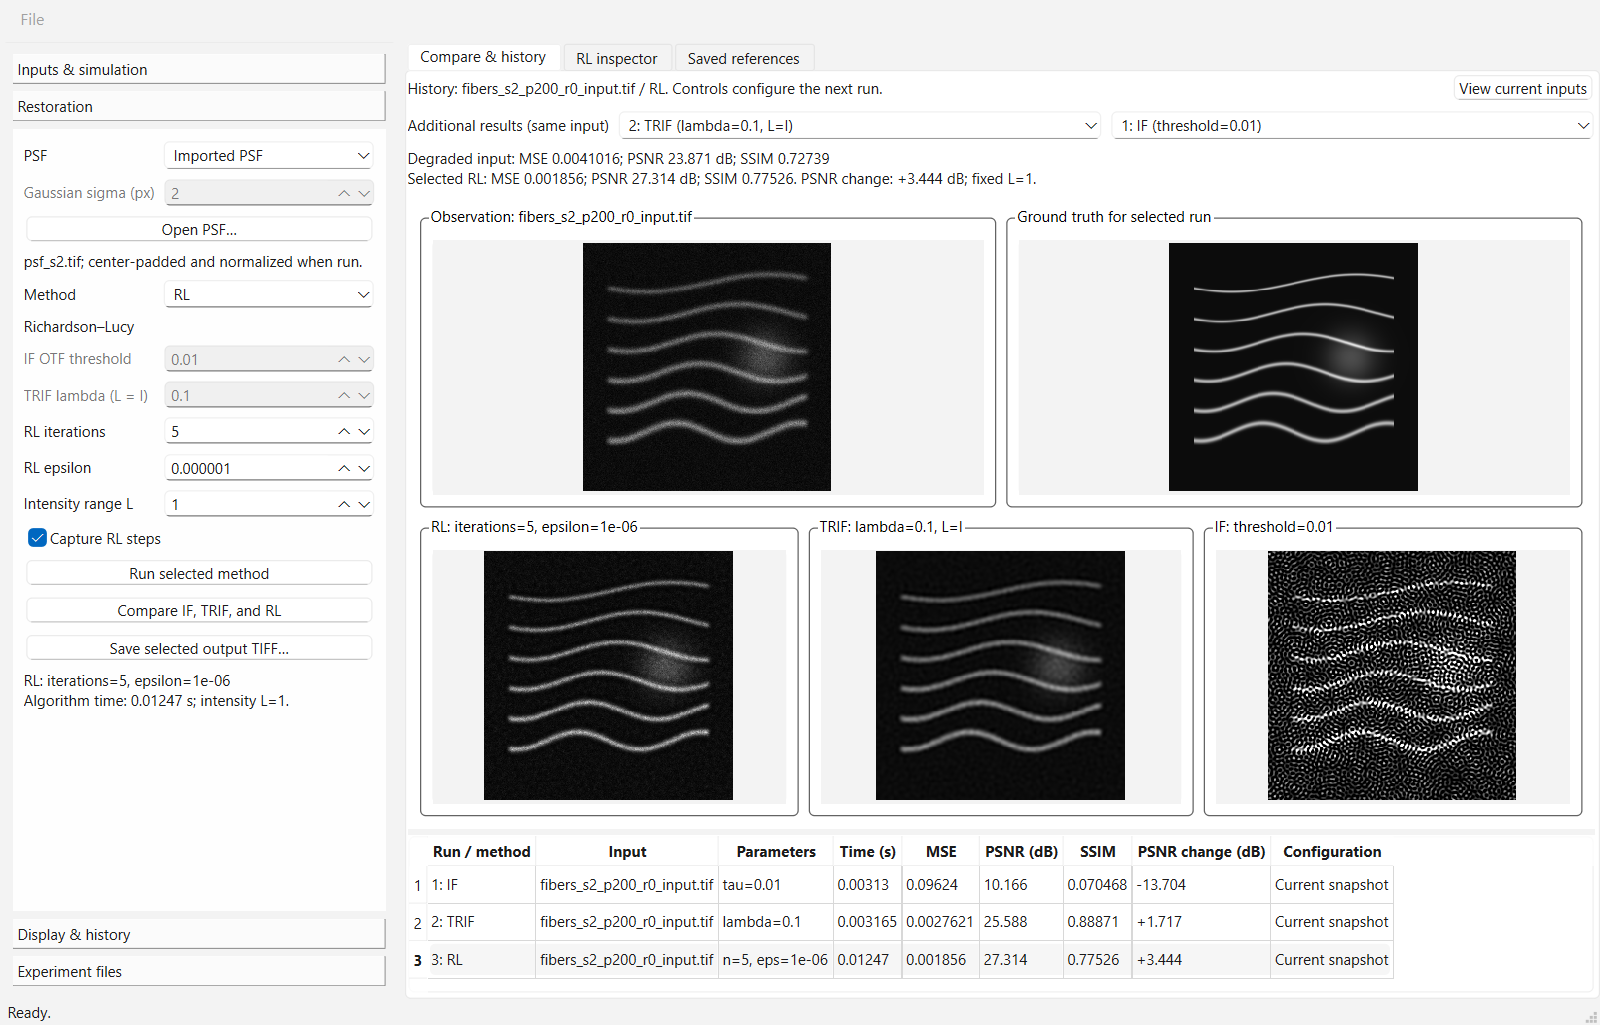 File
Inputs & simulation
Restoration
PSF
Imported PSF
Gaussian sigma (px)
2
Open PSF...
psf_s2.tif; center-padded and normalized when run.
Method
RL
Richardson–Lucy
IF OTF threshold
0.01
TRIF lambda (L = I)
0.1
RL iterations
5
RL epsilon
0.000001
Intensity range L
1
Capture RL steps
Run selected method
Compare IF, TRIF, and RL
Save selected output TIFF...
RL: iterations=5, epsilon=1e-06
Algorithm time: 0.01247 s; intensity L=1.
Display & history
Experiment files
Ready.
Compare & history
RL inspector
Saved references
History: fibers_s2_p200_r0_input.tif / RL. Controls configure the next run.
View current inputs
Additional results (same input)
2: TRIF (lambda=0.1, L=I)
1: IF (threshold=0.01)
Degraded input: MSE 0.0041016; PSNR 23.871 dB; SSIM 0.72739
Selected RL: MSE 0.001856; PSNR 27.314 dB; SSIM 0.77526. PSNR change: +3.444 dB; fixed L=1.
Observation: fibers_s2_p200_r0_input.tif
Ground truth for selected run
RL: iterations=5, epsilon=1e-06
TRIF: lambda=0.1, L=I
IF: threshold=0.01
Run / method Input Parameters Time (s) MSE PSNR (dB) SSIM PSNR change (dB) Configuration
1 1: IF fibers_s2_p200_r0_input.tif tau=0.01 0.00313 0.09624 10.166 0.070468 -13.704 Current snapshot
2 2: TRIF fibers_s2_p200_r0_input.tif lambda=0.1 0.003165 0.0027621 25.588 0.88871 +1.717 Current snapshot
3 3: RL fibers_s2_p200_r0_input.tif n=5, eps=1e-06 0.01247 0.001856 27.314 0.77526 +3.444 Current snapshot